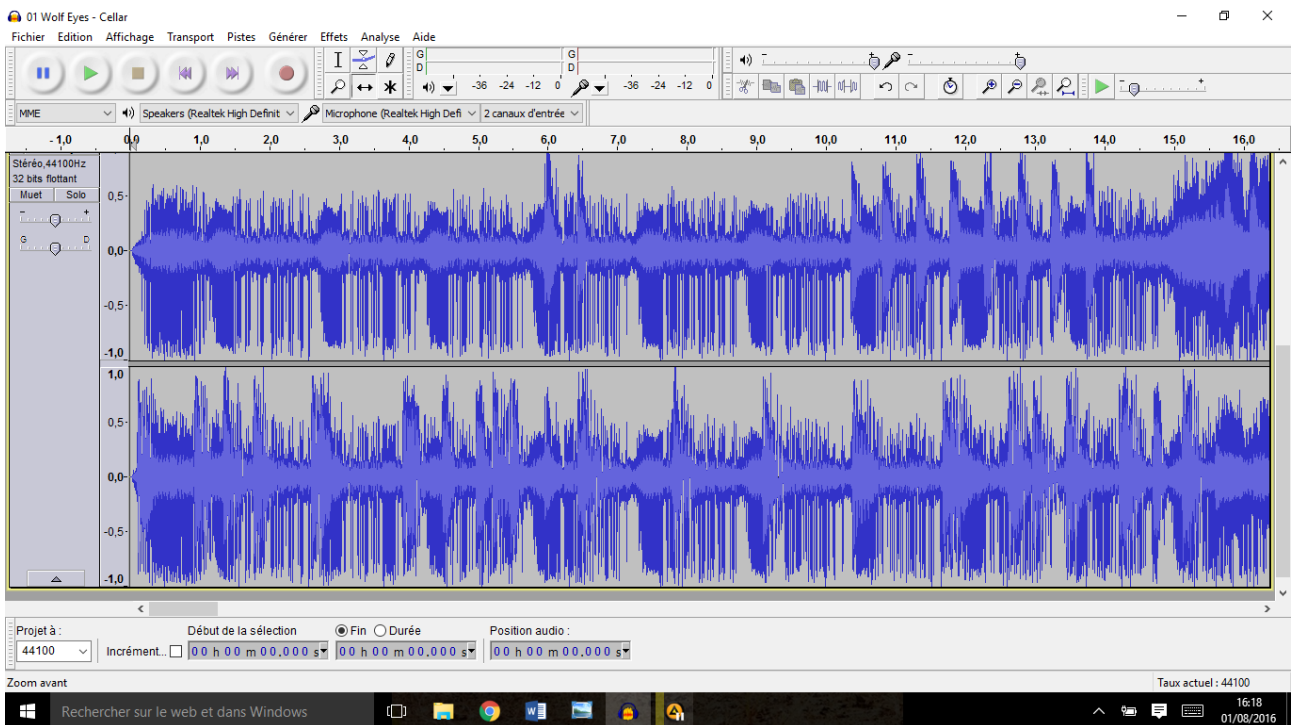 01 Wolf Eyes - Cellar
Fichier Edition Affichage Transport Pistes Générer Effets Analyse Aide
G D G D
-36 -24 -12 0 -36 -24 -12 0
MME Speakers (Realtek High Definit Microphone (Realtek High Defi 2 canaux d'entrée
- 1,0 0,0 1,0 2,0 3,0 4,0 5,0 6,0 7,0 8,0 9,0 10,0 11,0 12,0 13,0 14,0 15,0 16,0
Stéréo,44100Hz
32 bits flottant
Muet Solo
- +
G D
0,5-
0,0-
-0,5-
-1,0
1,0
0,5-
0,0-
-0,5-
-1,0
Projet à : Début de la sélection Fin Durée Position audio :
44100 Incrément... 00 h 00 m 00,000 s 00 h 00 m 00,000 s 00 h 00 m 00,000 s
Zoom avant Taux actuel : 44100
Rechercher sur le web et dans Windows 16:18
01/08/2016